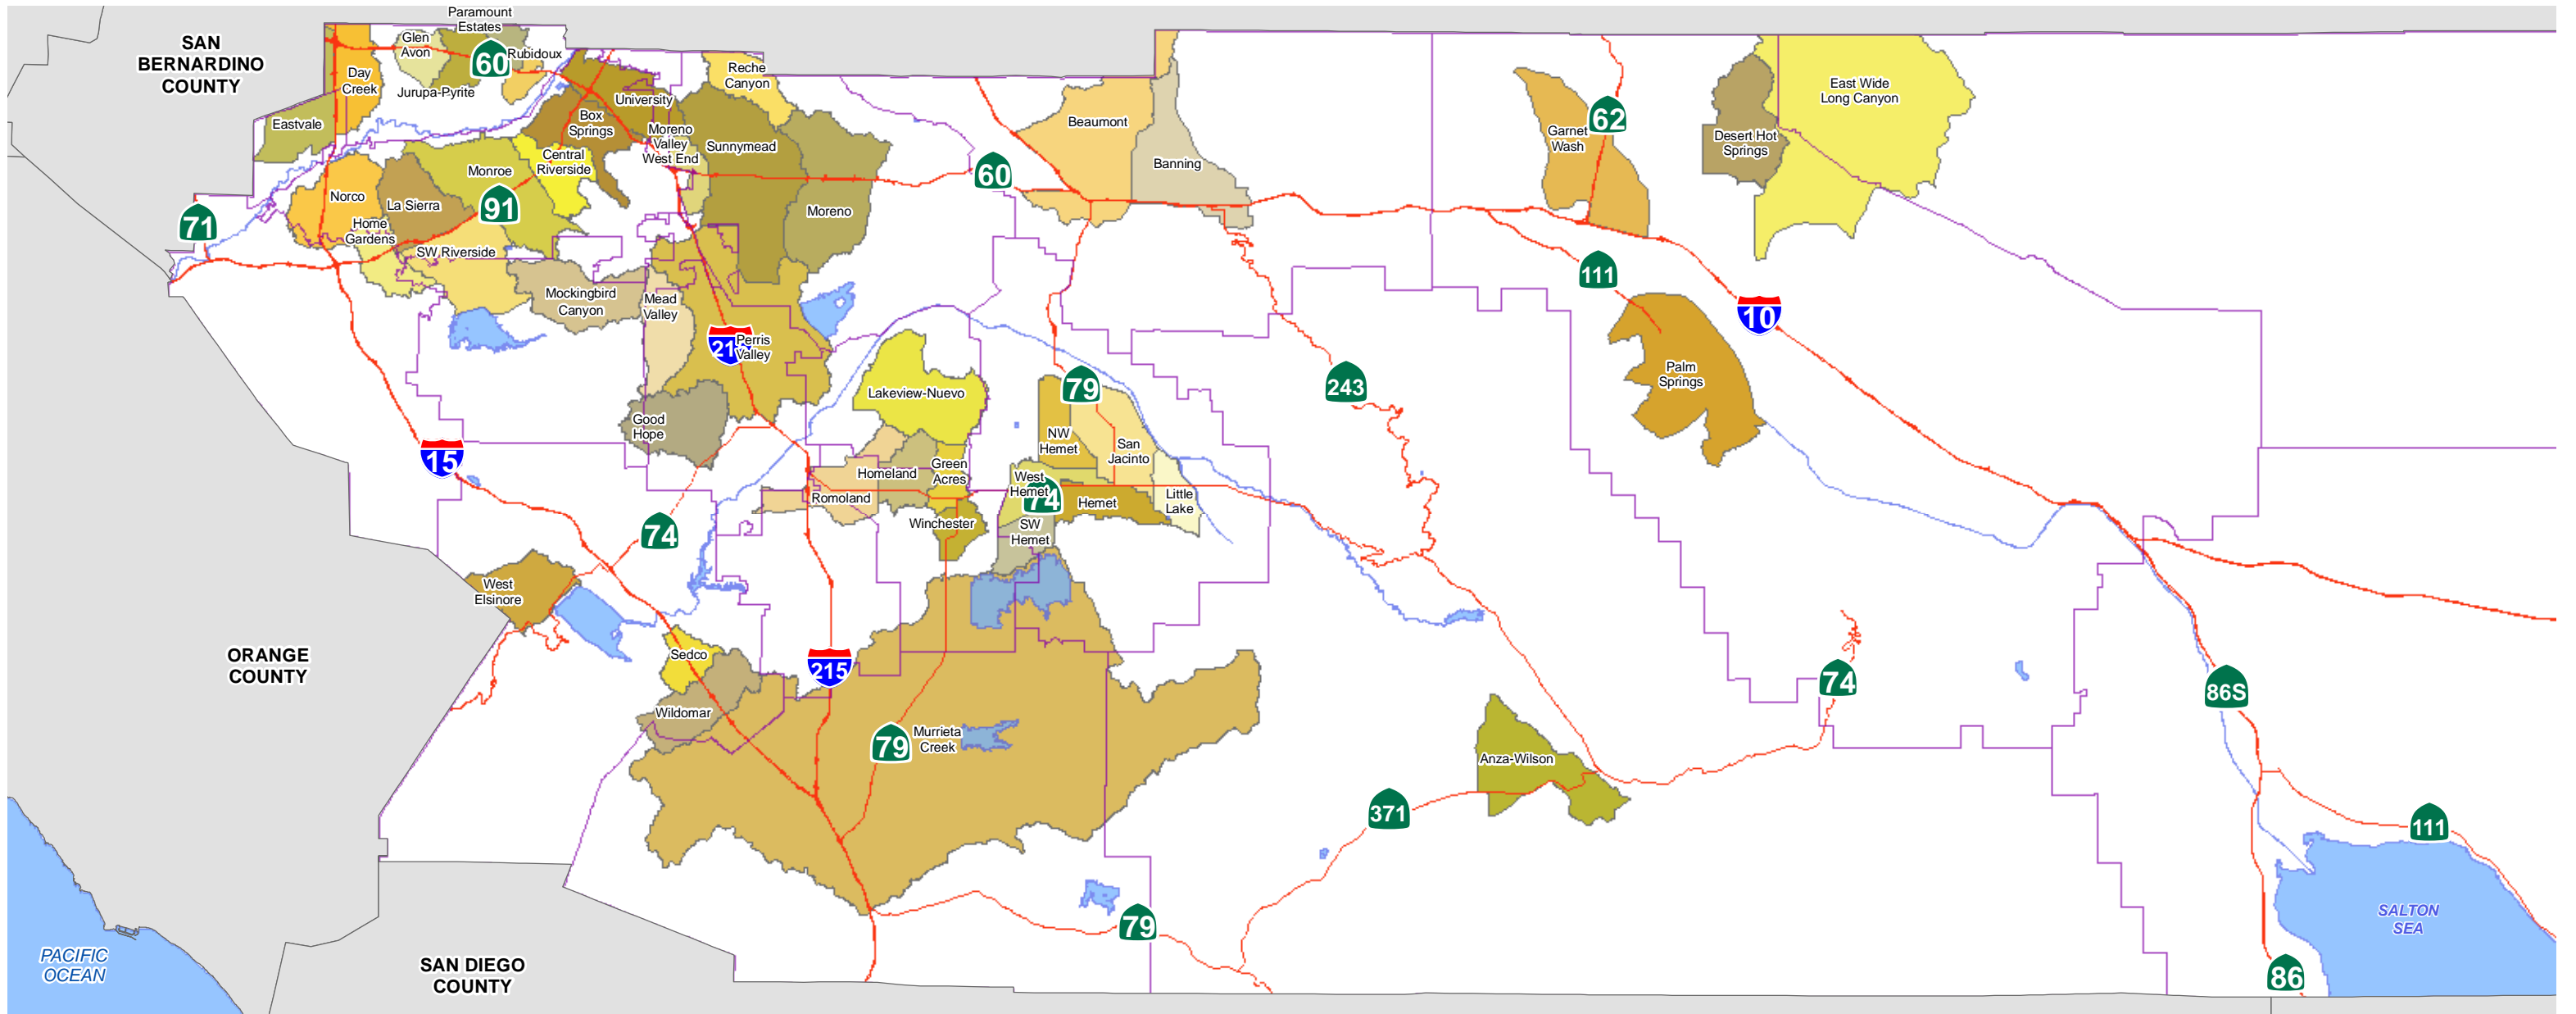 SAN
BERNARDINO
COUNTY
Paramount
Estates
Glen
Avon
60
Rubidoux
Day
Creek
Jurupa-Pyrite
Reche
Canyon
University
Eastvale
Box
Springs
Moreno
Valley
West End
Sunnymead
Central
Riverside
Monroe
Norco
La Sierra
91
Moreno
71
Home
Gardens
SW Riverside
Mockingbird
Canyon
Mead
Valley
Perris
Valley
Beaumont
Banning
60
Garnet
Wash
62
Desert Hot
Springs
East Wide
Long Canyon
111
10
Palm
Springs
243
79
Lakeview-Nuevo
Good
Hope
15
NW
Hemet
San
Jacinto
Green
Acres
Homeland
Romoland
West
Hemet
74
Hemet
Little
Lake
Winchester
SW
Hemet
74
West
Elsinore
ORANGE
COUNTY
Sedco
215
Wildomar
79
Murrieta
Creek
74
86S
Anza-Wilson
371
111
79
SALTON
SEA
86
PACIFIC
OCEAN
SAN DIEGO
COUNTY